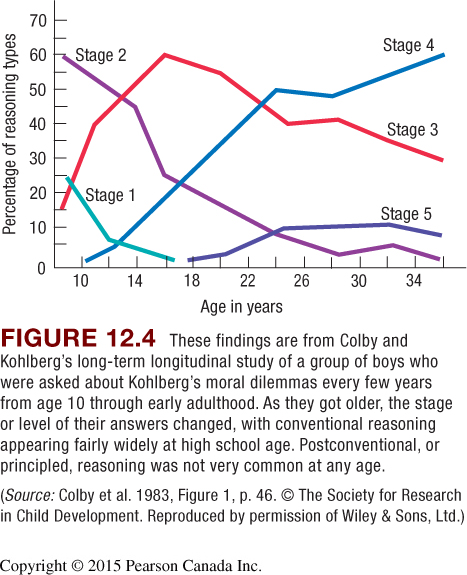 70
60
50
40
30
20
10
0
Percentage of reasoning types
Stage 2
Stage 4
Stage 3
Stage 1
Stage 5
10 14 16 18 22 24 26 30 34
Age in years
FIGURE 12.4 These findings are from Colby and
Kohlberg's long-term longitudinal study of a group of boys who
were asked about Kohlberg's moral dilemmas every few years
from age 10 through early adulthood. As they got older, the stage
or level of their answers changed, with conventional reasoning
appearing fairly widely at high school age. Postconventional, or
principled, reasoning was not very common at any age.
(Source: Colby et al. 1983, Figure 1, p. 46. © The Society for Research
in Child Development. Reproduced by permission of Wiley & Sons, Ltd.)
Copyright © 2015 Pearson Canada Inc.